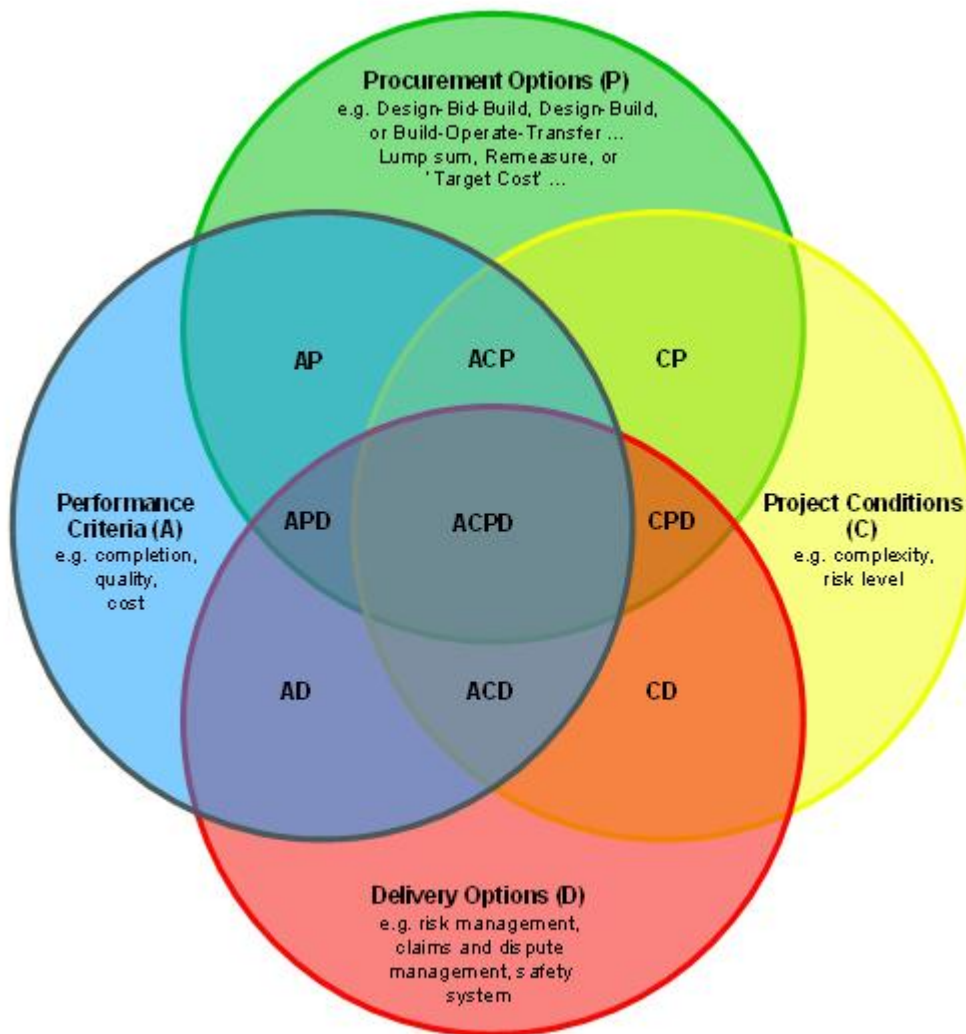 Procurement Options (P)
e.g. Design-Bid-Build, Design-Build,
or Build-Operate-Transfer ...
Lump sum, Remeasure, or
'Target Cost' ...
AP
ACP
CP
Performance
Criteria (A)
e.g. completion,
quality,
cost
APD
ACPD
CPD
Project Conditions
(C)
e.g. complexity,
risk level
AD
ACD
CD
Delivery Options (D)
e.g. risk management,
claims and dispute
management, safety
system